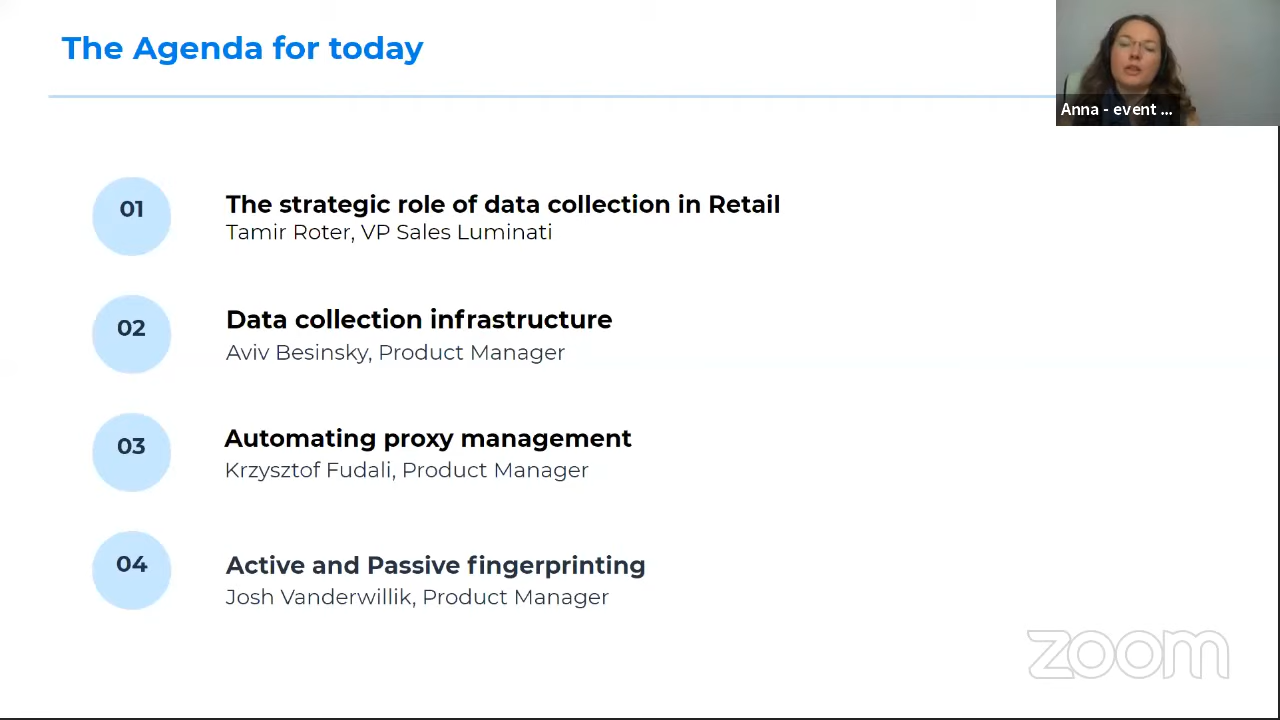 The Agenda for today
Anna - event ...
01
The strategic role of data collection in Retail
Tamir Roter, VP Sales Luminati
02
Data collection infrastructure
Aviv Besinsky, Product Manager
03
Automating proxy management
Krzysztof Fudali, Product Manager
04
Active and Passive fingerprinting
Josh Vanderwillik, Product Manager
zoom